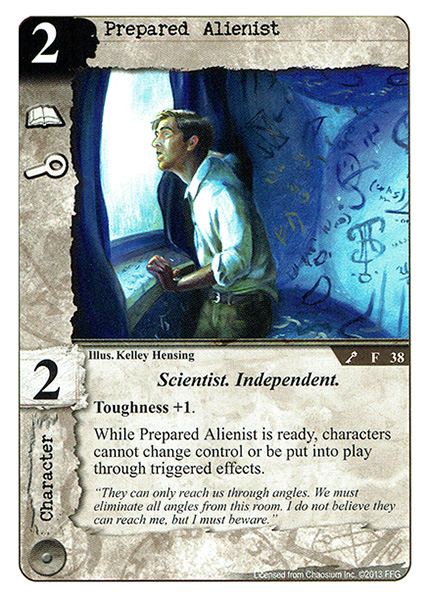 2
Prepared Alienist
Illus. Kelley Hensing
F 38
2
Scientist. Independent.
Toughness +1.
While Prepared Alienist is ready, characters
cannot change control or be put into play
through triggered effects.
“They can only reach us through angles. We must
eliminate all angles from this room. I do not believe they
can reach me, but I must beware.”
Character
Licensed from Chaosium Inc. ©2013 FFG